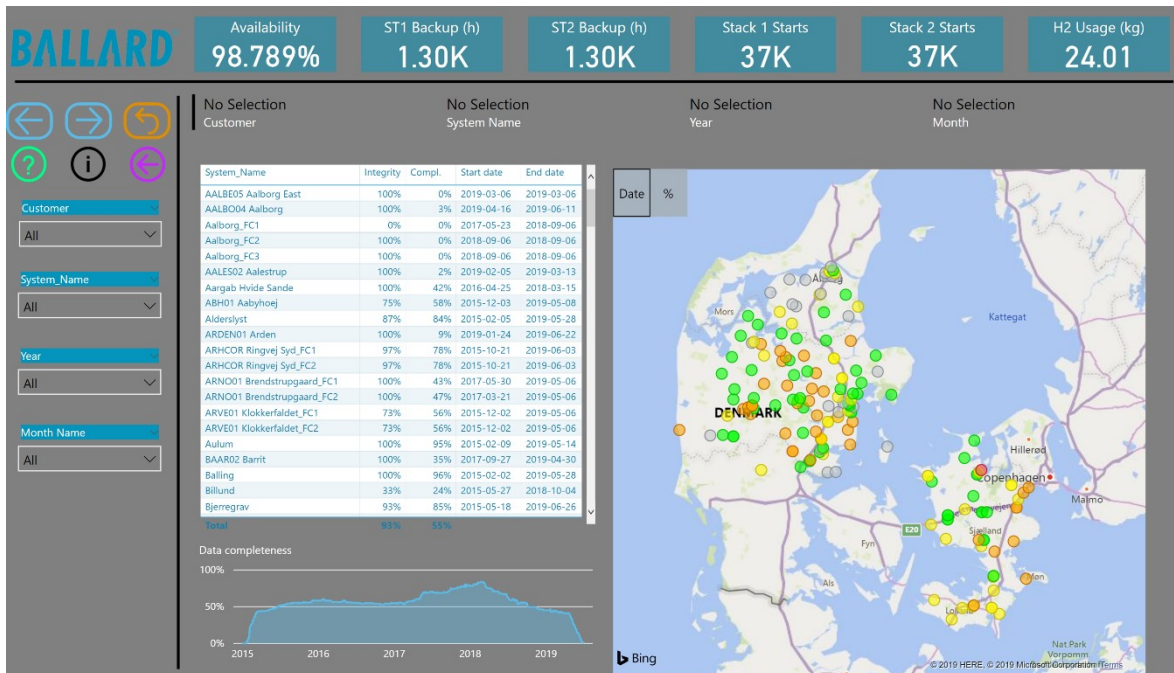 BALLARD
Availability
98.789%
ST1 Backup (h)
1.30K
ST2 Backup (h)
1.30K
Stack 1 Starts
37K
Stack 2 Starts
37K
H2 Usage (kg)
24.01
No Selection
Customer
No Selection
System Name
No Selection
Year
No Selection
Month
?
i
Customer
All
System_Name
All
Year
All
Month Name
All
System_Name Integrity Compl. Start date End date
AALBE05 Aalborg East 100% 0% 2019-03-06 2019-03-06
AALBO04 Aalborg 100% 3% 2019-04-16 2019-06-11
Aalborg_FC1 0% 0% 2017-05-23 2018-09-06
Aalborg_FC2 100% 0% 2018-09-06 2018-09-06
Aalborg_FC3 100% 0% 2018-09-06 2018-09-06
AALES02 Aalestrup 100% 2% 2019-02-05 2019-03-13
Aargab Hvide Sande 100% 42% 2016-04-25 2018-03-15
ABH01 Aabyhoej 75% 58% 2015-12-03 2019-05-08
Alderslyst 87% 84% 2015-02-05 2019-05-28
ARDEN01 Arden 100% 9% 2019-01-24 2019-06-22
ARHCOR Ringvej Syd_FC1 97% 78% 2015-10-21 2019-06-03
ARHCOR Ringvej Syd_FC2 97% 78% 2015-10-21 2019-06-03
ARNO01 Brendstrupgaard_FC1 100% 43% 2017-05-30 2019-05-06
ARNO01 Brendstrupgaard_FC2 100% 47% 2017-03-21 2019-05-06
ARVE01 Klokkerfaldet_FC1 73% 56% 2015-12-02 2019-05-06
ARVE01 Klokkerfaldet_FC2 73% 56% 2015-12-02 2019-05-06
Aulum 100% 95% 2015-02-09 2019-05-14
BAAR02 Barrit 100% 35% 2017-09-27 2019-04-30
Balling 100% 96% 2015-02-02 2019-05-28
Billund 33% 24% 2015-05-27 2018-10-04
Bjerregrav 93% 85% 2015-05-18 2019-06-26
Total 93% 55%
Data completeness
100%
50%
0%
2015 2016 2017 2018 2019
Date %
Mors
Kattegat
DENMARK
Hillerød
Copenhagen
Malmo
E20
Sjælland
Fyn
Als
Møn
Nat.Park
Vorpomm.
Bing
© 2019 HERE, © 2019 Microsoft Corporation Terms